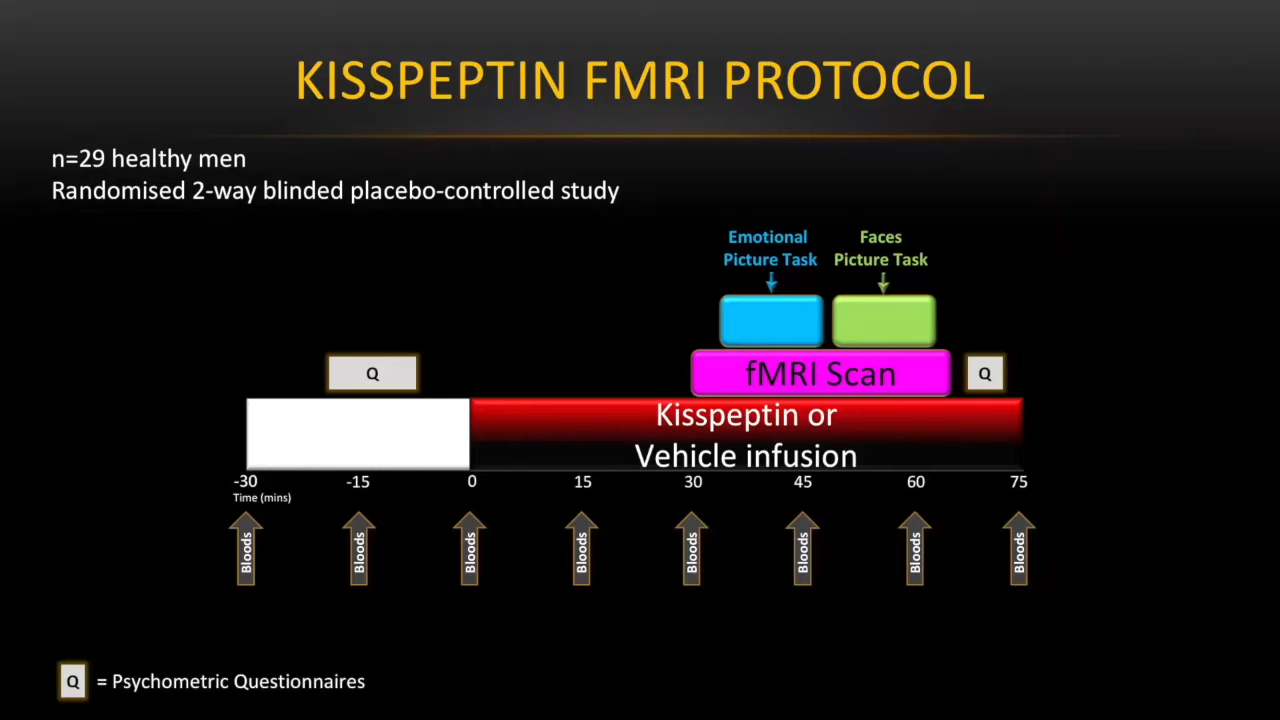 KISSPEPTIN FMRI PROTOCOL
n=29 healthy men
Randomised 2-way blinded placebo-controlled study
Emotional
Picture Task
Faces
Picture Task
Q
fMRI Scan
Q
Kisspeptin or
Vehicle infusion
-30 -15 0 15 30 45 60 75
Time (mins)
Bloods Bloods Bloods Bloods Bloods Bloods Bloods Bloods
Q = Psychometric Questionnaires